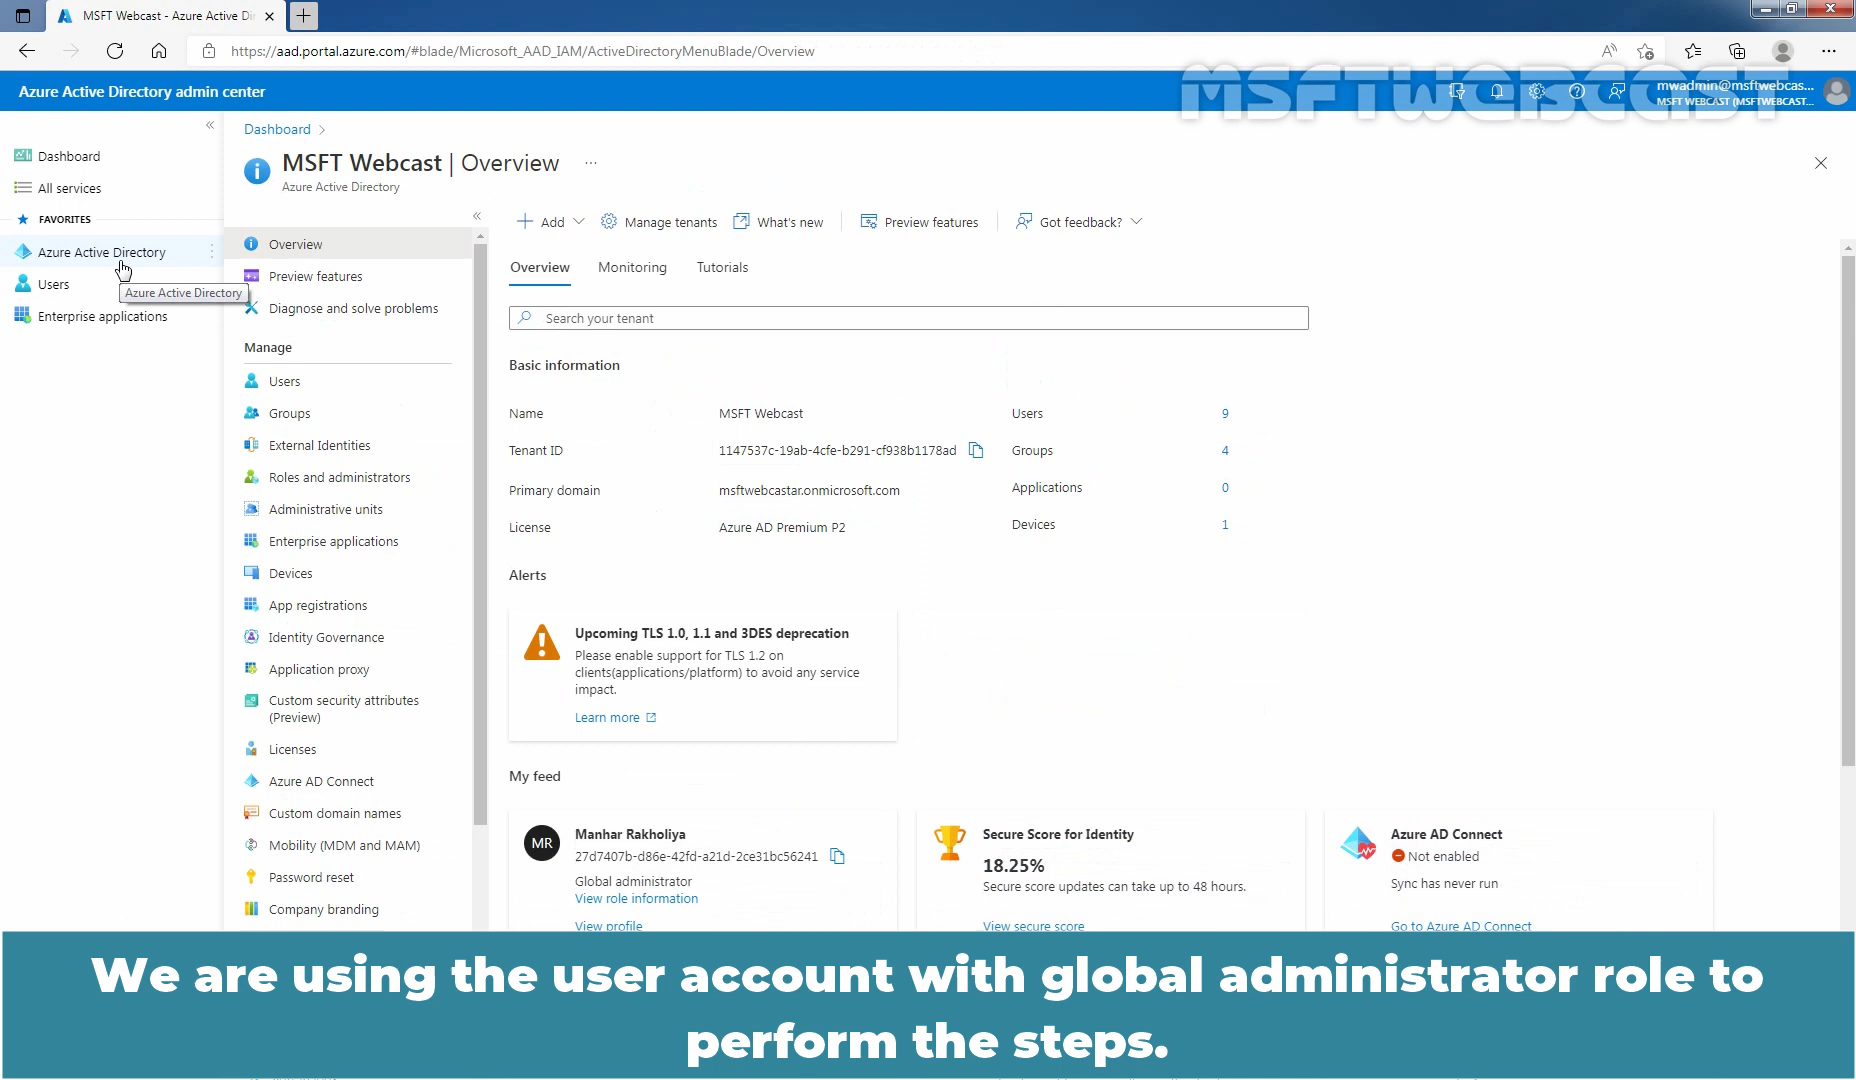 MSFT Webcast - Azure Active Di
https://aad.portal.azure.com/#blade/Microsoft_AAD_IAM/ActiveDirectoryMenuBlade/Overview
MSFTWEBCAST
Azure Active Directory admin center
mwadmin@msftwebcas...
MSFT WEBCAST (MSFTWEBCAST...
Dashboard
All services
FAVORITES
Azure Active Directory
Users
Azure Active Directory
Enterprise applications
Dashboard >
MSFT Webcast | Overview ...
Azure Active Directory
Overview
Preview features
Diagnose and solve problems
Manage
Users
Groups
External Identities
Roles and administrators
Administrative units
Enterprise applications
Devices
App registrations
Identity Governance
Application proxy
Custom security attributes
(Preview)
Licenses
Azure AD Connect
Custom domain names
Mobility (MDM and MAM)
Password reset
Company branding
Add Manage tenants What's new Preview features Got feedback?
Overview Monitoring Tutorials
Search your tenant
Basic information
Name MSFT Webcast Users 9
Tenant ID 1147537c-19ab-4cfe-b291-cf938b1178ad Groups 4
Primary domain msftwebcastar.onmicrosoft.com Applications 0
License Azure AD Premium P2 Devices 1
Alerts
Upcoming TLS 1.0, 1.1 and 3DES deprecation
Please enable support for TLS 1.2 on
clients(applications/platform) to avoid any service
impact.
Learn more
My feed
MR
Manhar Rakholiya
27d7407b-d86e-42fd-a21d-2ce31bc56241
Global administrator
View role information
View profile
Secure Score for Identity
18.25%
Secure score updates can take up to 48 hours.
View secure score
Azure AD Connect
Not enabled
Sync has never run
Go to Azure AD Connect
We are using the user account with global administrator role to
perform the steps.